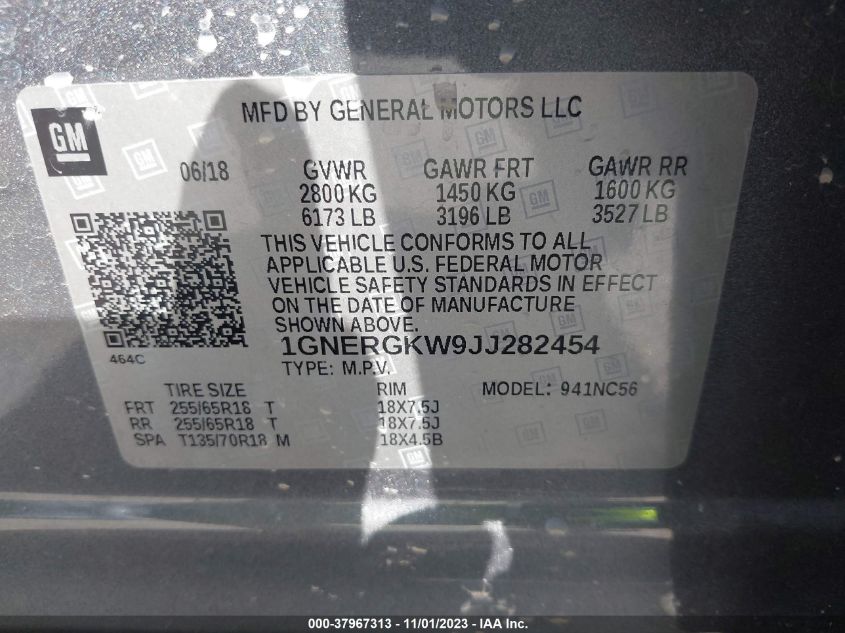 MFD BY GENERAL MOTORS LLC
GM
06/18 GVWR GAWR FRT GAWR RR
2800 KG 1450 KG 1600 KG
6173 LB 3196 LB 3527 LB
THIS VEHICLE CONFORMS TO ALL
APPLICABLE U.S. FEDERAL MOTOR
VEHICLE SAFETY STANDARDS IN EFFECT
ON THE DATE OF MANUFACTURE
SHOWN ABOVE.
464C
1GNERGKW9JJ282454
TYPE: M.P.V.
TIRE SIZE RIM MODEL: 941NC56
FRT 255/65R18 T 18X7.5J
RR 255/65R18 T 18X7.5J
SPA T135/70R18 M 18X4.5B
000-37967313 - 11/01/2023 - IAA Inc.